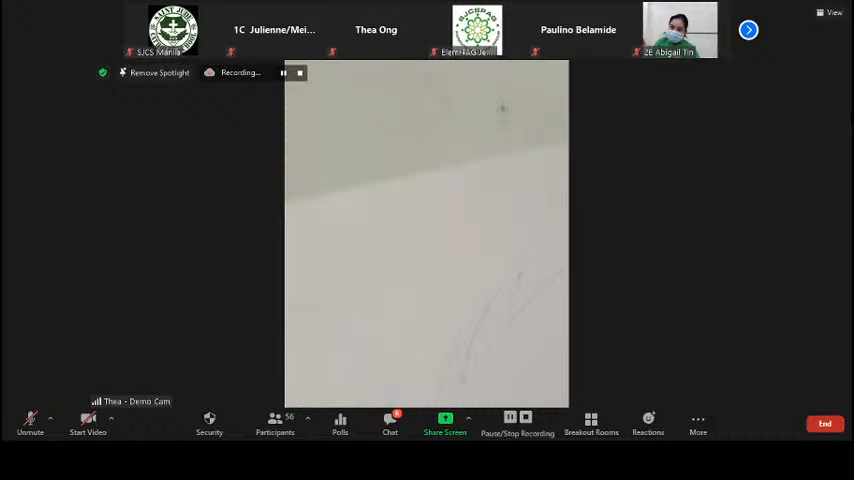 1C Julienne/Mei...
Thea Ong
Paulino Belamide
SJCS Manila
2E Abigail Tin
View
Remove Spotlight
Recording...
Thea - Demo Cam
Unmute
Start Video
Security
Participants
56
Polls
Chat
6
Share Screen
Pause/Stop Recording
Breakout Rooms
Reactions
More
End